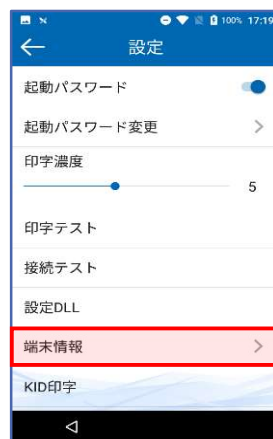 100% 17:19
設定
起動パスワード
起動パスワード変更
印字濃度
5
印字テスト
接続テスト
設定DLL
端末情報
KID印字